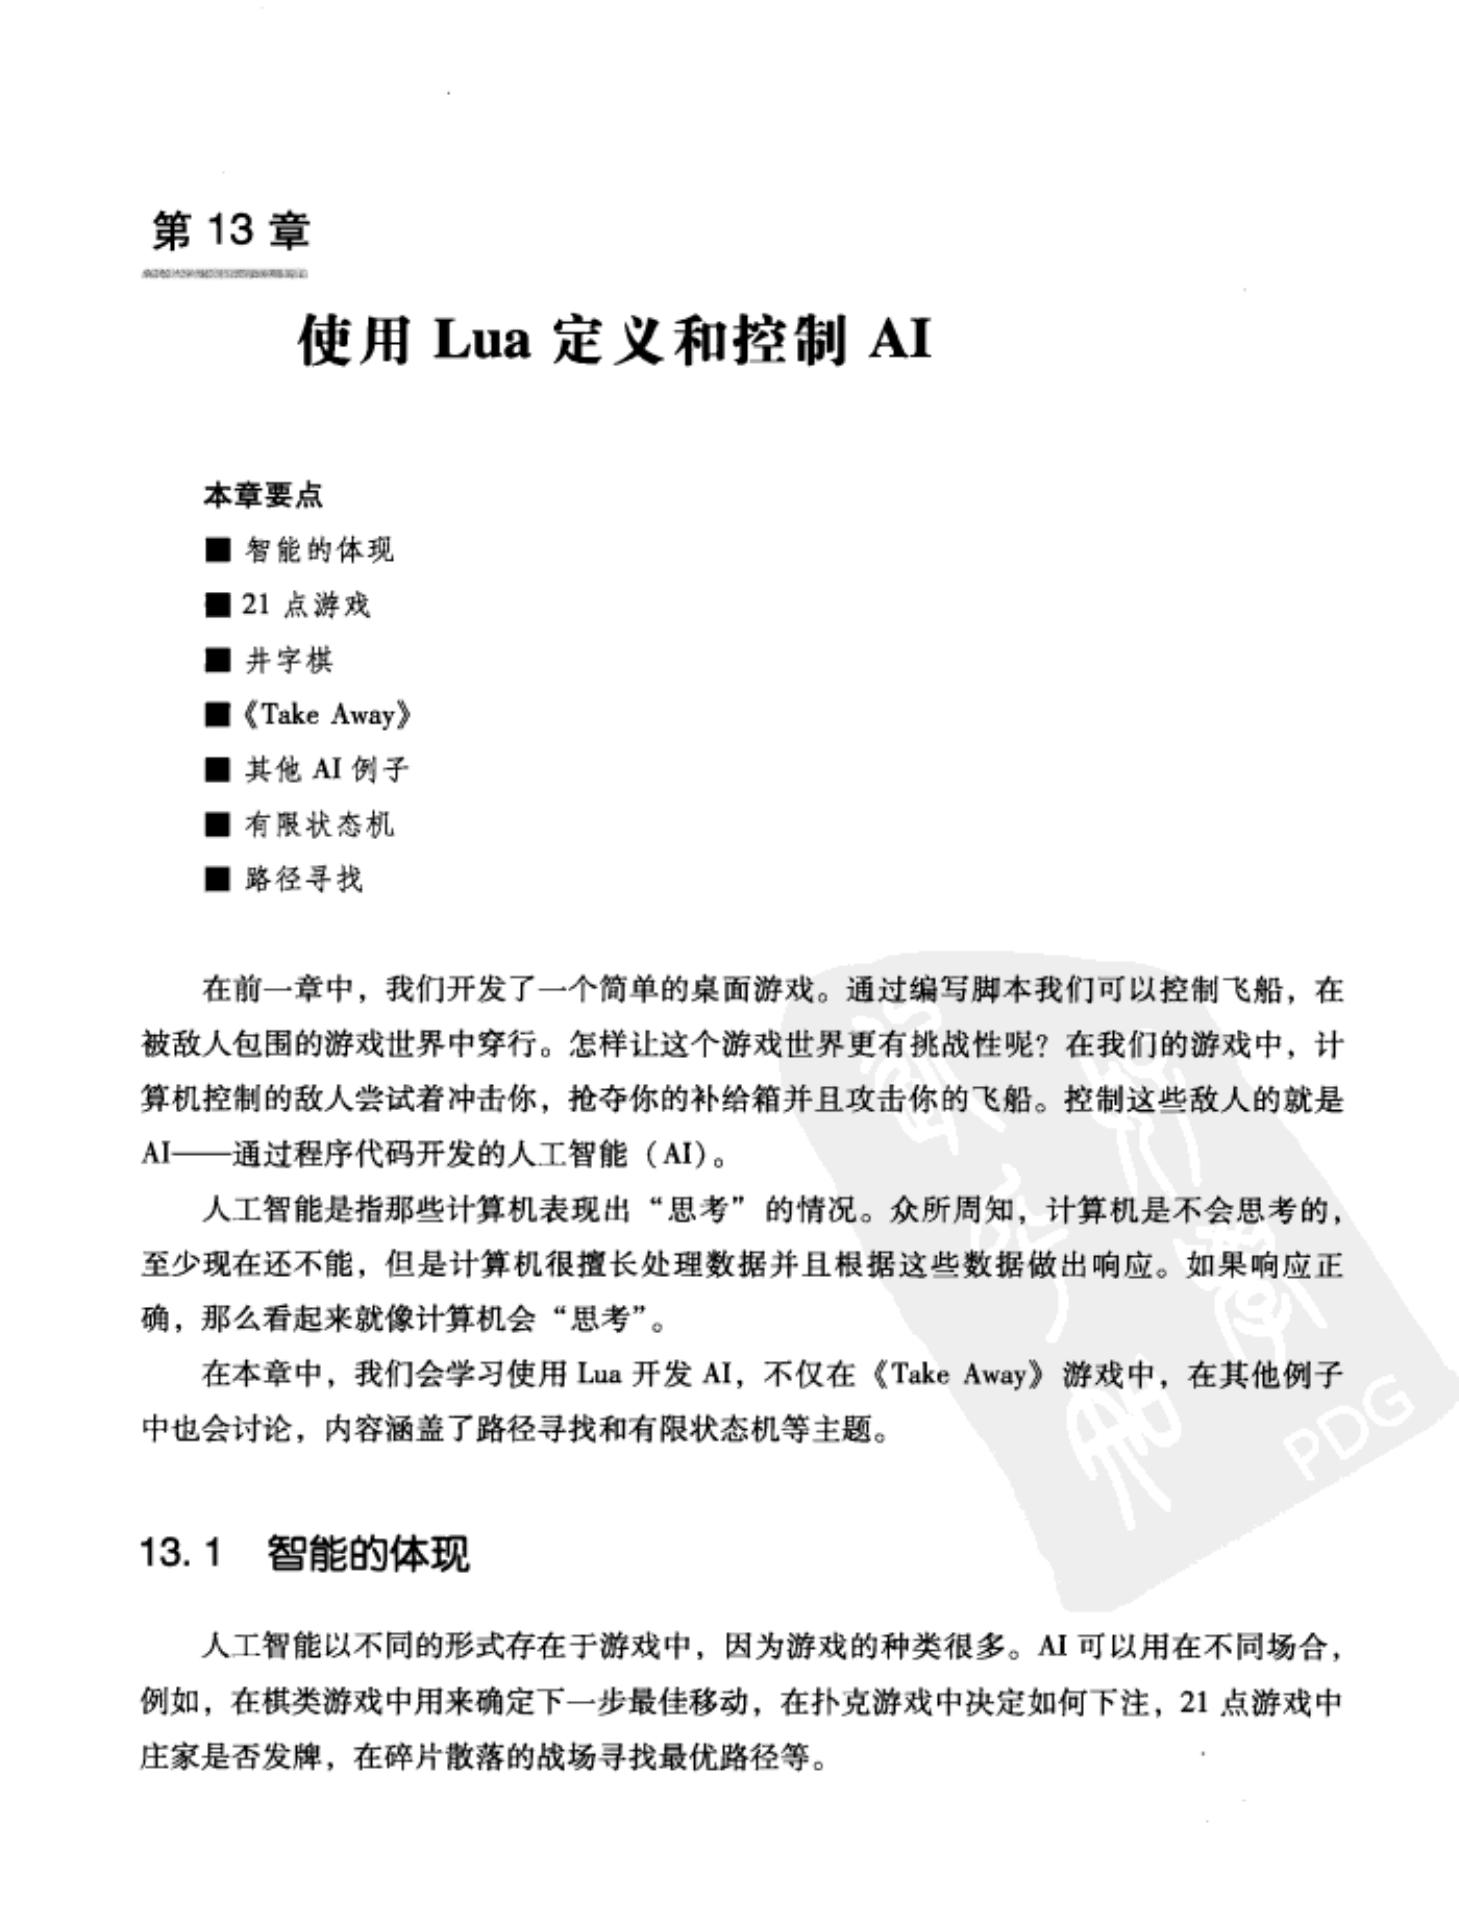 第 13 章
使用 Lua 定义和控制 AI
本章要点
■ 智能的体现
■ 21 点游戏
■ 井字棋
■《Take Away》
■ 其他 AI 例子
■ 有限状态机
■ 路径寻找
在前一章中，我们开发了一个简单的桌面游戏。通过编写脚本我们可以控制飞船，在
被敌人包围的游戏世界中穿行。怎样让这个游戏世界更有挑战性呢？在我们的游戏中，计
算机控制的敌人尝试着冲击你，抢夺你的补给箱并且攻击你的飞船。控制这些敌人的就是
AI——通过程序代码开发的人工智能（AI）。
人工智能是指那些计算机表现出“思考”的情况。众所周知，计算机是不会思考的，
至少现在还不能，但是计算机很擅长处理数据并且根据这些数据做出响应。如果响应正
确，那么看起来就像计算机会“思考”。
在本章中，我们会学习使用 Lua 开发 AI，不仅在《Take Away》游戏中，在其他例子
中也会讨论，内容涵盖了路径寻找和有限状态机等主题。
PDG
13.1 智能的体现
人工智能以不同的形式存在于游戏中，因为游戏的种类很多。AI 可以用在不同场合，
例如，在棋类游戏中用来确定下一步最佳移动，在扑克游戏中决定如何下注，21 点游戏中
庄家是否发牌，在碎片散落的战场寻找最优路径等。